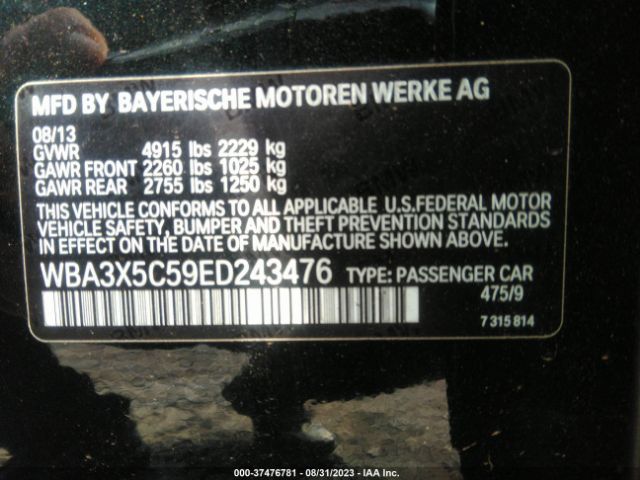 MFD BY BAYERISCHE MOTOREN WERKE AG
08/13
GVWR 4915 lbs 2229 kg
GAWR FRONT 2260 lbs 1025 kg
GAWR REAR 2755 lbs 1250 kg
THIS VEHICLE CONFORMS TO ALL APPLICABLE U.S.FEDERAL MOTOR
VEHICLE SAFETY, BUMPER AND THEFT PREVENTION STANDARDS
IN EFFECT ON THE DATE OF MANUFACTURE SHOWN ABOVE.
WBA3X5C59ED243476 TYPE: PASSENGER CAR
475/9
7 315 814
000-37476781 - 08/31/2023 - IAA Inc.